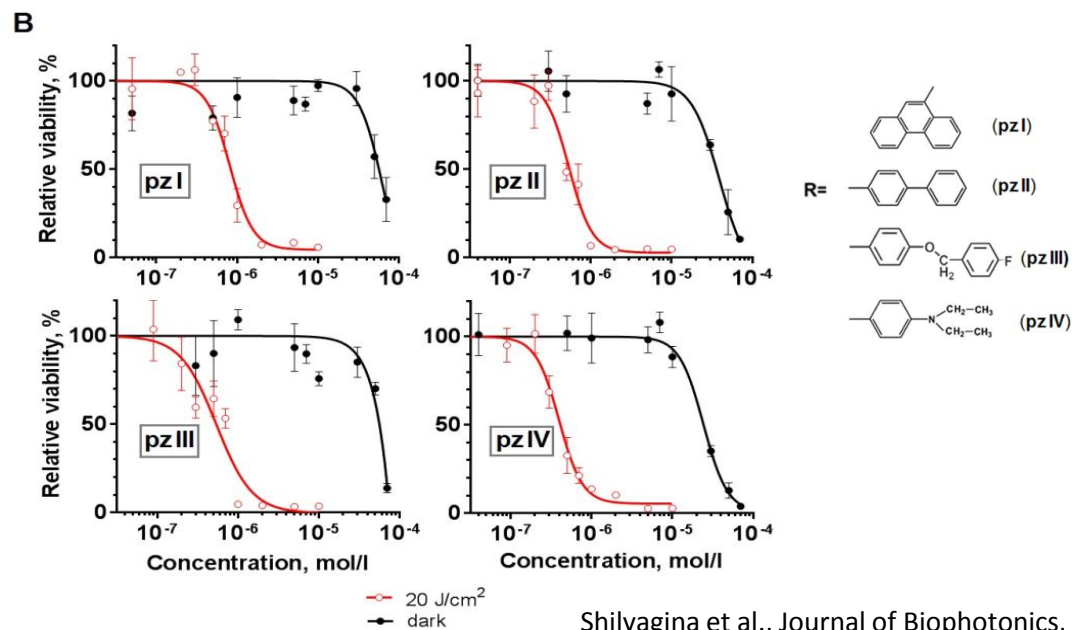 B
Relative viability, %
100
50
0
pz I
10⁻⁷ 10⁻⁶ 10⁻⁵ 10⁻⁴
100
50
0
pz II
10⁻⁷ 10⁻⁶ 10⁻⁵ 10⁻⁴
Relative viability, %
100
50
0
pz III
10⁻⁷ 10⁻⁶ 10⁻⁵ 10⁻⁴
Concentration, mol/l
100
50
0
pz IV
10⁻⁷ 10⁻⁶ 10⁻⁵ 10⁻⁴
Concentration, mol/l
20 J/cm²
dark
R=
(pz I)
(pz II)
O CH₂ F (pz III)
N CH₂-CH₃ CH₂-CH₃ (pz IV)
Shilyagina et al., Journal of Biophotonics.